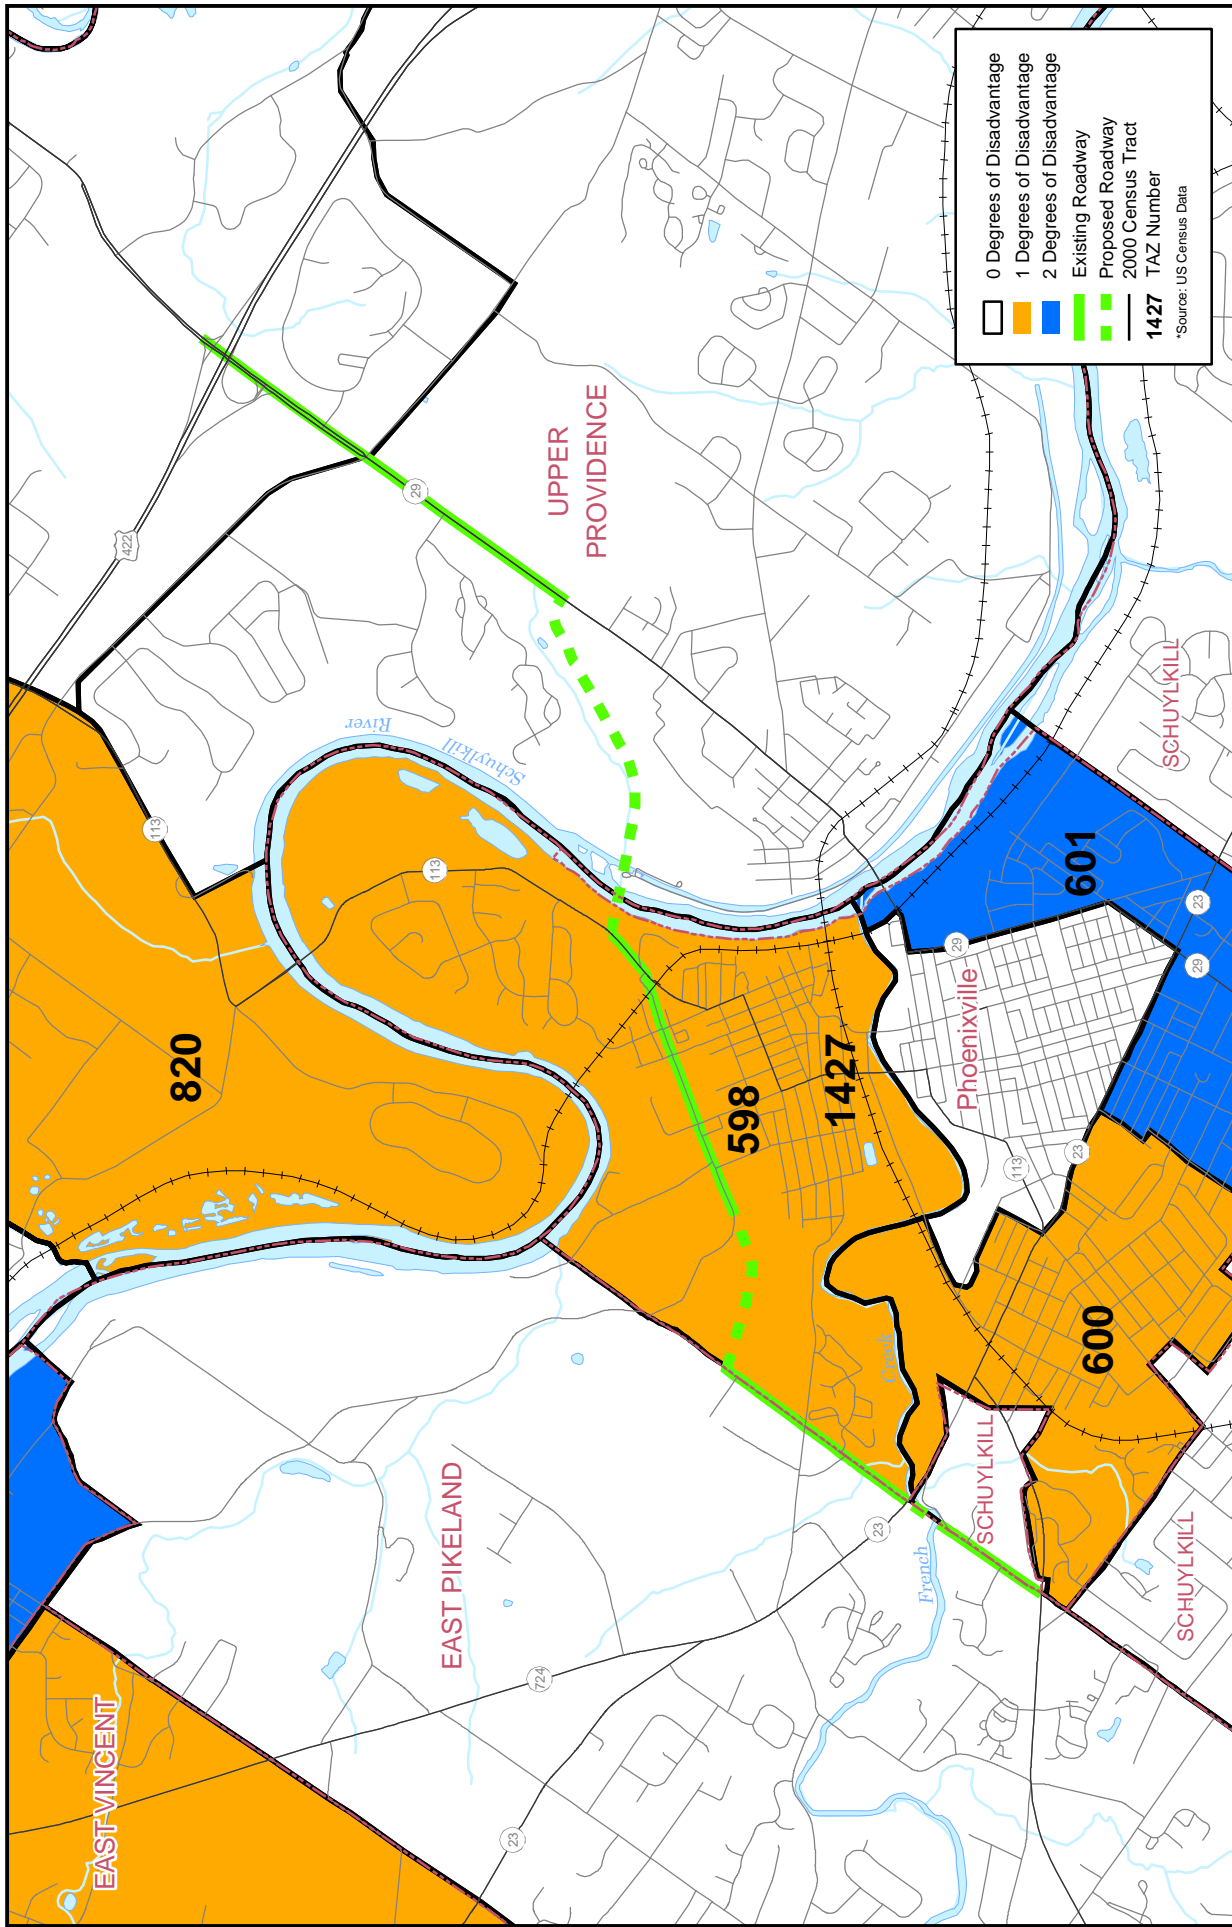 EAST VINCENT
EAST PIKELAND
820
598
1427
600
601
UPPER
PROVIDENCE
Phoenixville
SCHUYLKILL
SCHUYLKILL
SCHUYLKILL
Schuylkill
River
French
Creek
422
29
113
113
724
23
23
113
23
29
29
23
0 Degrees of Disadvantage
1 Degrees of Disadvantage
2 Degrees of Disadvantage
Existing Roadway
Proposed Roadway
2000 Census Tract
1427 TAZ Number
*Source: US Census Data